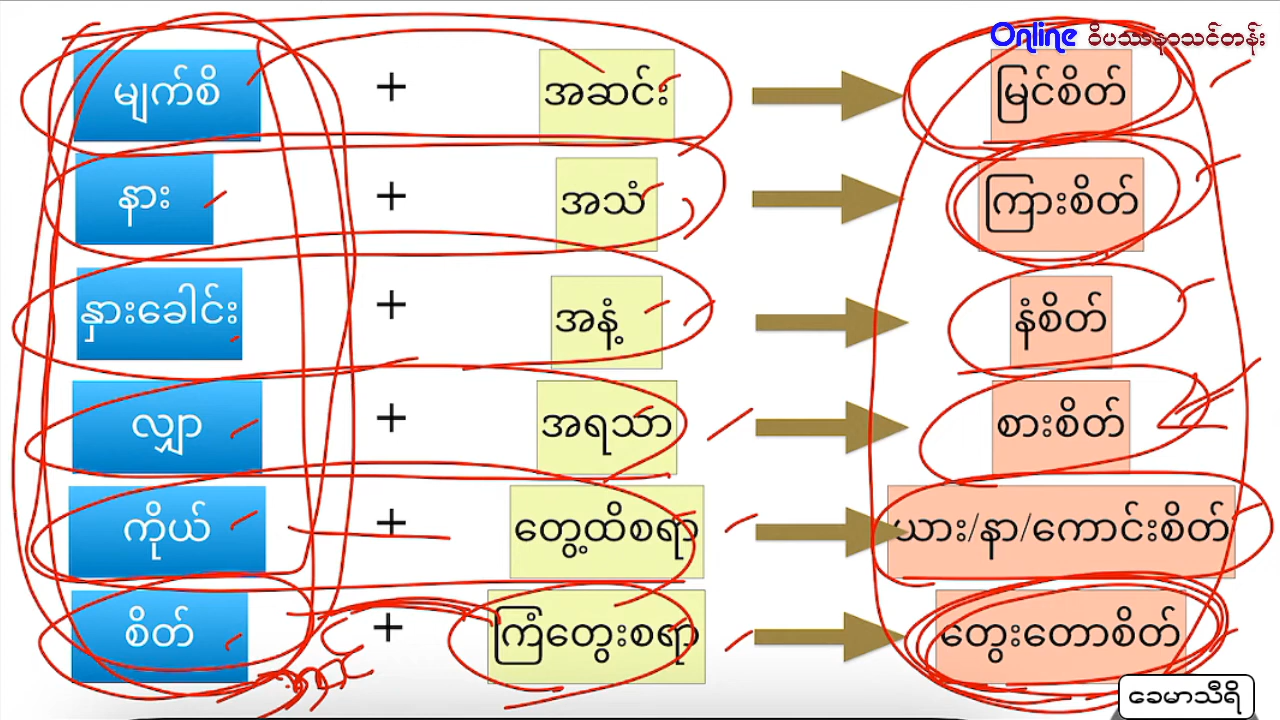 Online ဝိပဿနာသင်တန်း
မျက်စိ + အဆင်း မြင်စိတ်
နား + အသံ ကြားစိတ်
နှားခေါင်း + အနံ့ နံစိတ်
လျှာ + အရသာ စားစိတ်
ကိုယ် + တွေ့ထိစရာ ယား/နာ/ကောင်းစိတ်
စိတ် + ကြံတွေးစရာ တွေးတောစိတ်
ခေမာသီရိ